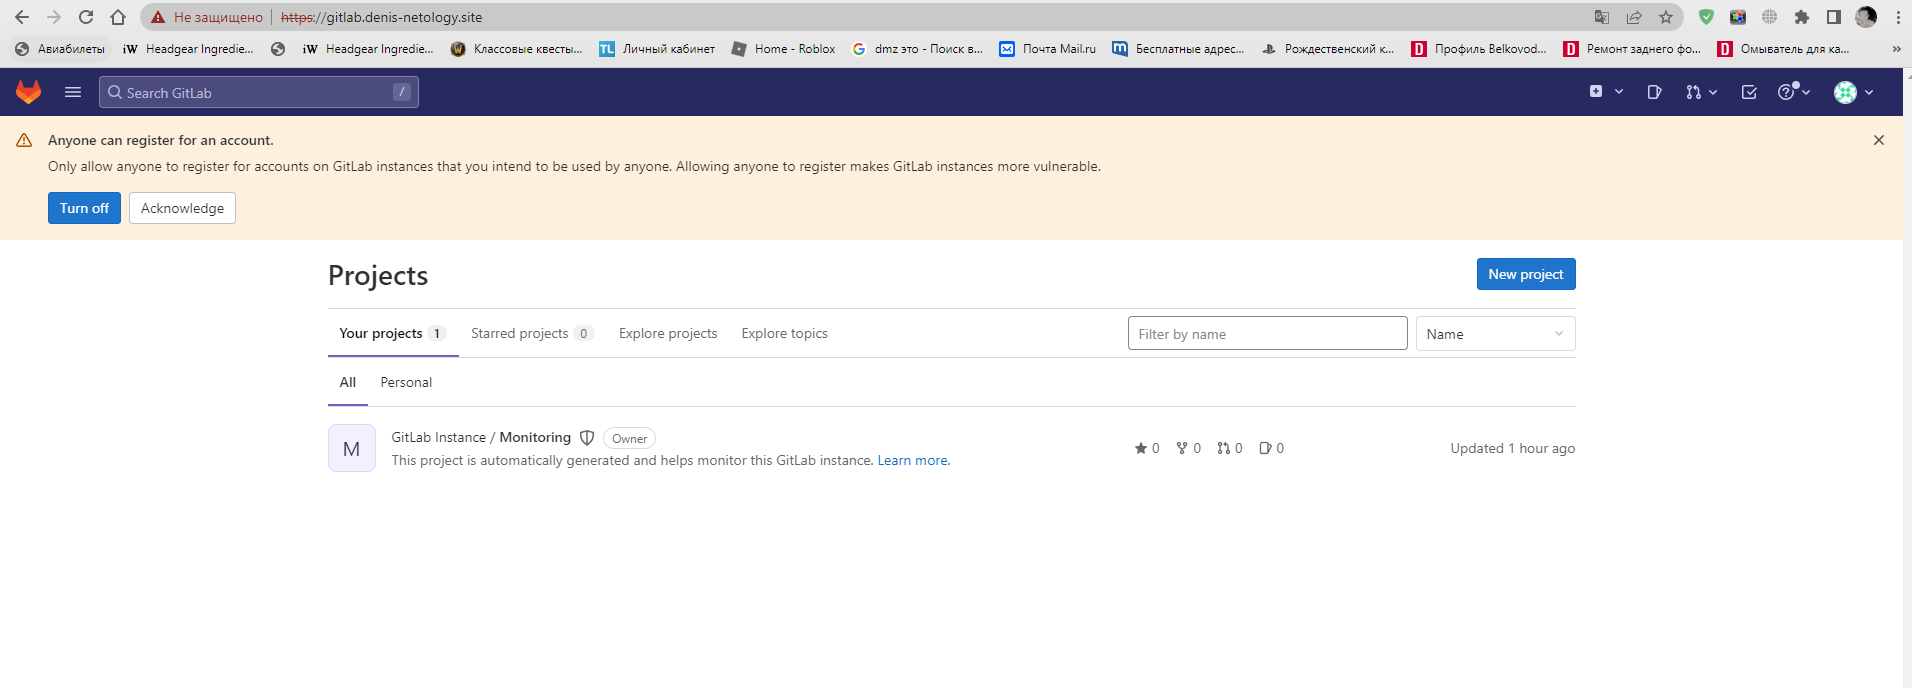 Не защищено https://gitlab.denis-netology.site
Авиабилеты iW Headgear Ingredie... iW Headgear Ingredie... Классовые квесты... TL Личный кабинет Home - Roblox dmz это - Поиск в... Почта Mail.ru Бесплатные адрес... Рождественский к... D Профиль Belkovod... D Ремонт заднего фо... D Омыватель для ка... »
Search GitLab /
Anyone can register for an account.
Only allow anyone to register for accounts on GitLab instances that you intend to be used by anyone. Allowing anyone to register makes GitLab instances more vulnerable.
Turn off Acknowledge
Projects New project
Your projects 1 Starred projects 0 Explore projects Explore topics Filter by name Name
All Personal
M GitLab Instance / Monitoring Owner
This project is automatically generated and helps monitor this GitLab instance. Learn more.
0 0 0 0 Updated 1 hour ago